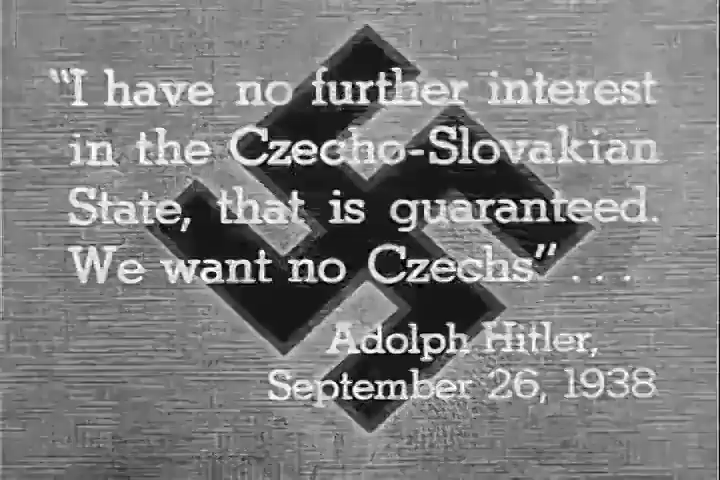 "I have no further interest
in the Czecho-Slovakian
State, that is guaranteed.
We want no Czechs" . . .
Adolph Hitler,
September 26, 1938